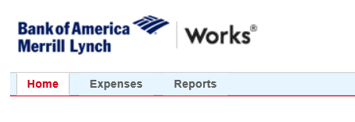 Bank of America
Merrill Lynch
Works®
Home Expenses Reports